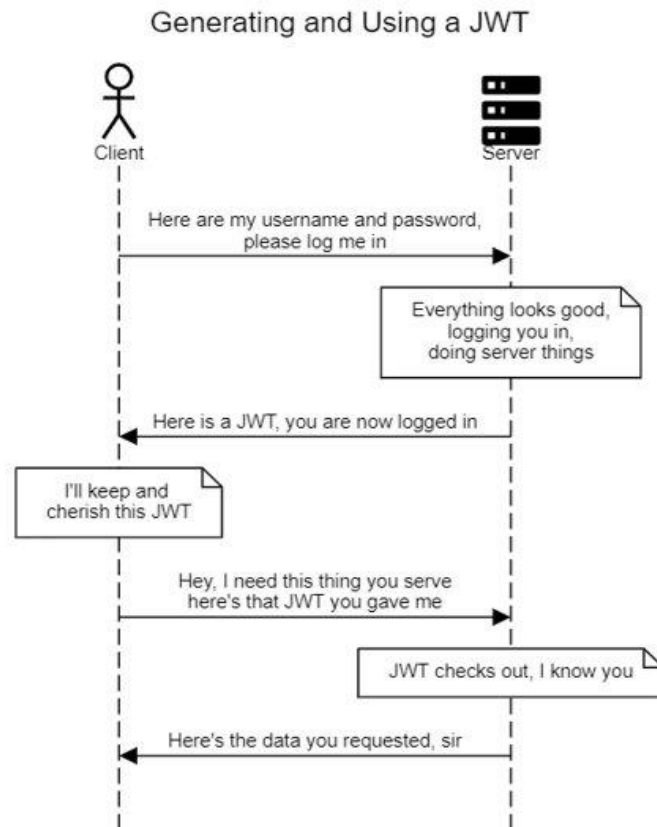 Generating and Using a JWT
Client
Server
Here are my username and password,
please log me in
Everything looks good,
logging you in,
doing server things
Here is a JWT, you are now logged in
I'll keep and
cherish this JWT
Hey, I need this thing you serve
here's that JWT you gave me
JWT checks out, I know you
Here's the data you requested, sir